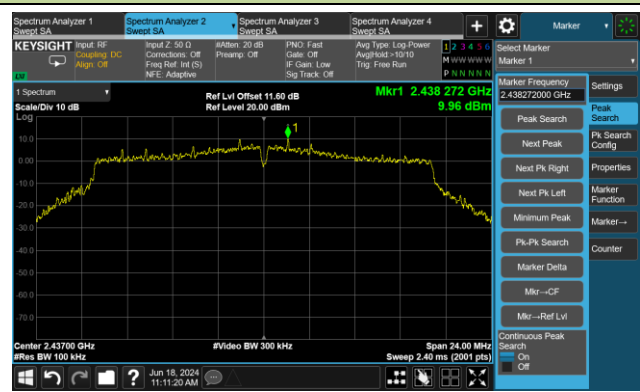 Spectrum Analyzer 1
Swept SA
Spectrum Analyzer 2
Swept SA
Spectrum Analyzer 3
Swept SA
Spectrum Analyzer 4
Swept SA
+
Marker
KEYSIGHT
Input: RF
Coupling: DC
Align: Off
Input Z: 50 Ω
Corrections: Off
Freq Ref: Int (S)
NFE: Adaptive
#Atten: 20 dB
Preamp: Off
PNO: Fast
Gate: Off
IF Gain: Low
Sig Track: Off
Avg Type: Log-Power
Avg|Hold:>10/10
Trig: Free Run
1 2 3 4 5 6
M W W W W W
P N N N N N
LXI
Select Marker
Marker 1
1 Spectrum
Scale/Div 10 dB
Log
Ref Lvl Offset 11.60 dB
Ref Level 20.00 dBm
Mkr1 2.438 272 GHz
9.96 dBm
1
10.0
0.00
-10.0
-20.0
-30.0
-40.0
-50.0
-60.0
-70.0
Center 2.43700 GHz
#Res BW 100 kHz
#Video BW 300 kHz
Span 24.00 MHz
Sweep 2.40 ms (2001 pts)
Marker Frequency
2.438272000 GHz
Peak Search
Next Peak
Next Pk Right
Next Pk Left
Minimum Peak
Pk-Pk Search
Marker Delta
Mkr→CF
Mkr→Ref Lvl
Continuous Peak
Search
On
Off
Settings
Peak
Search
Pk Search
Config
Properties
Marker
Function
Marker→
Counter
?
Jun 18, 2024
11:11:20 AM